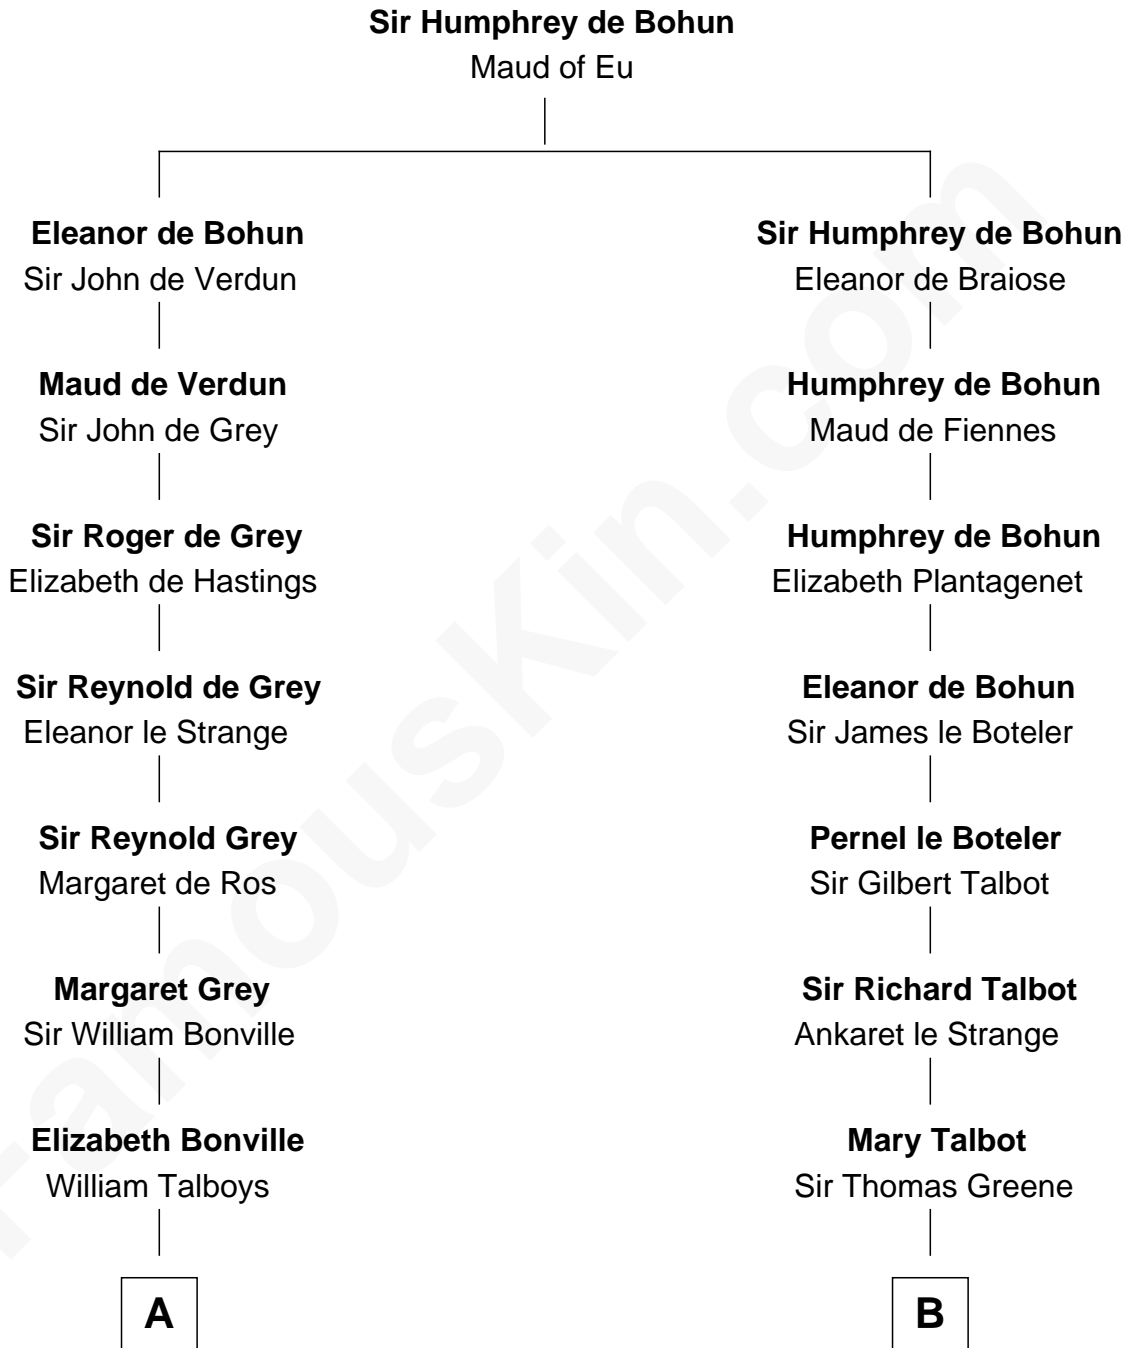 Sir Humphrey de Bohun
Maud of Eu
Eleanor de Bohun
Sir John de Verdun
Sir Humphrey de Bohun
Eleanor de Braiose
Maud de Verdun
Sir John de Grey
Humphrey de Bohun
Maud de Fiennes
Sir Roger de Grey
Elizabeth de Hastings
Humphrey de Bohun
Elizabeth Plantagenet
Sir Reynold de Grey
Eleanor le Strange
Eleanor de Bohun
Sir James le Boteler
Sir Reynold Grey
Margaret de Ros
Pernel le Boteler
Sir Gilbert Talbot
Margaret Grey
Sir William Bonville
Sir Richard Talbot
Ankaret le Strange
Elizabeth Bonville
William Talboys
Mary Talbot
Sir Thomas Greene
A
B
FamousKin.com